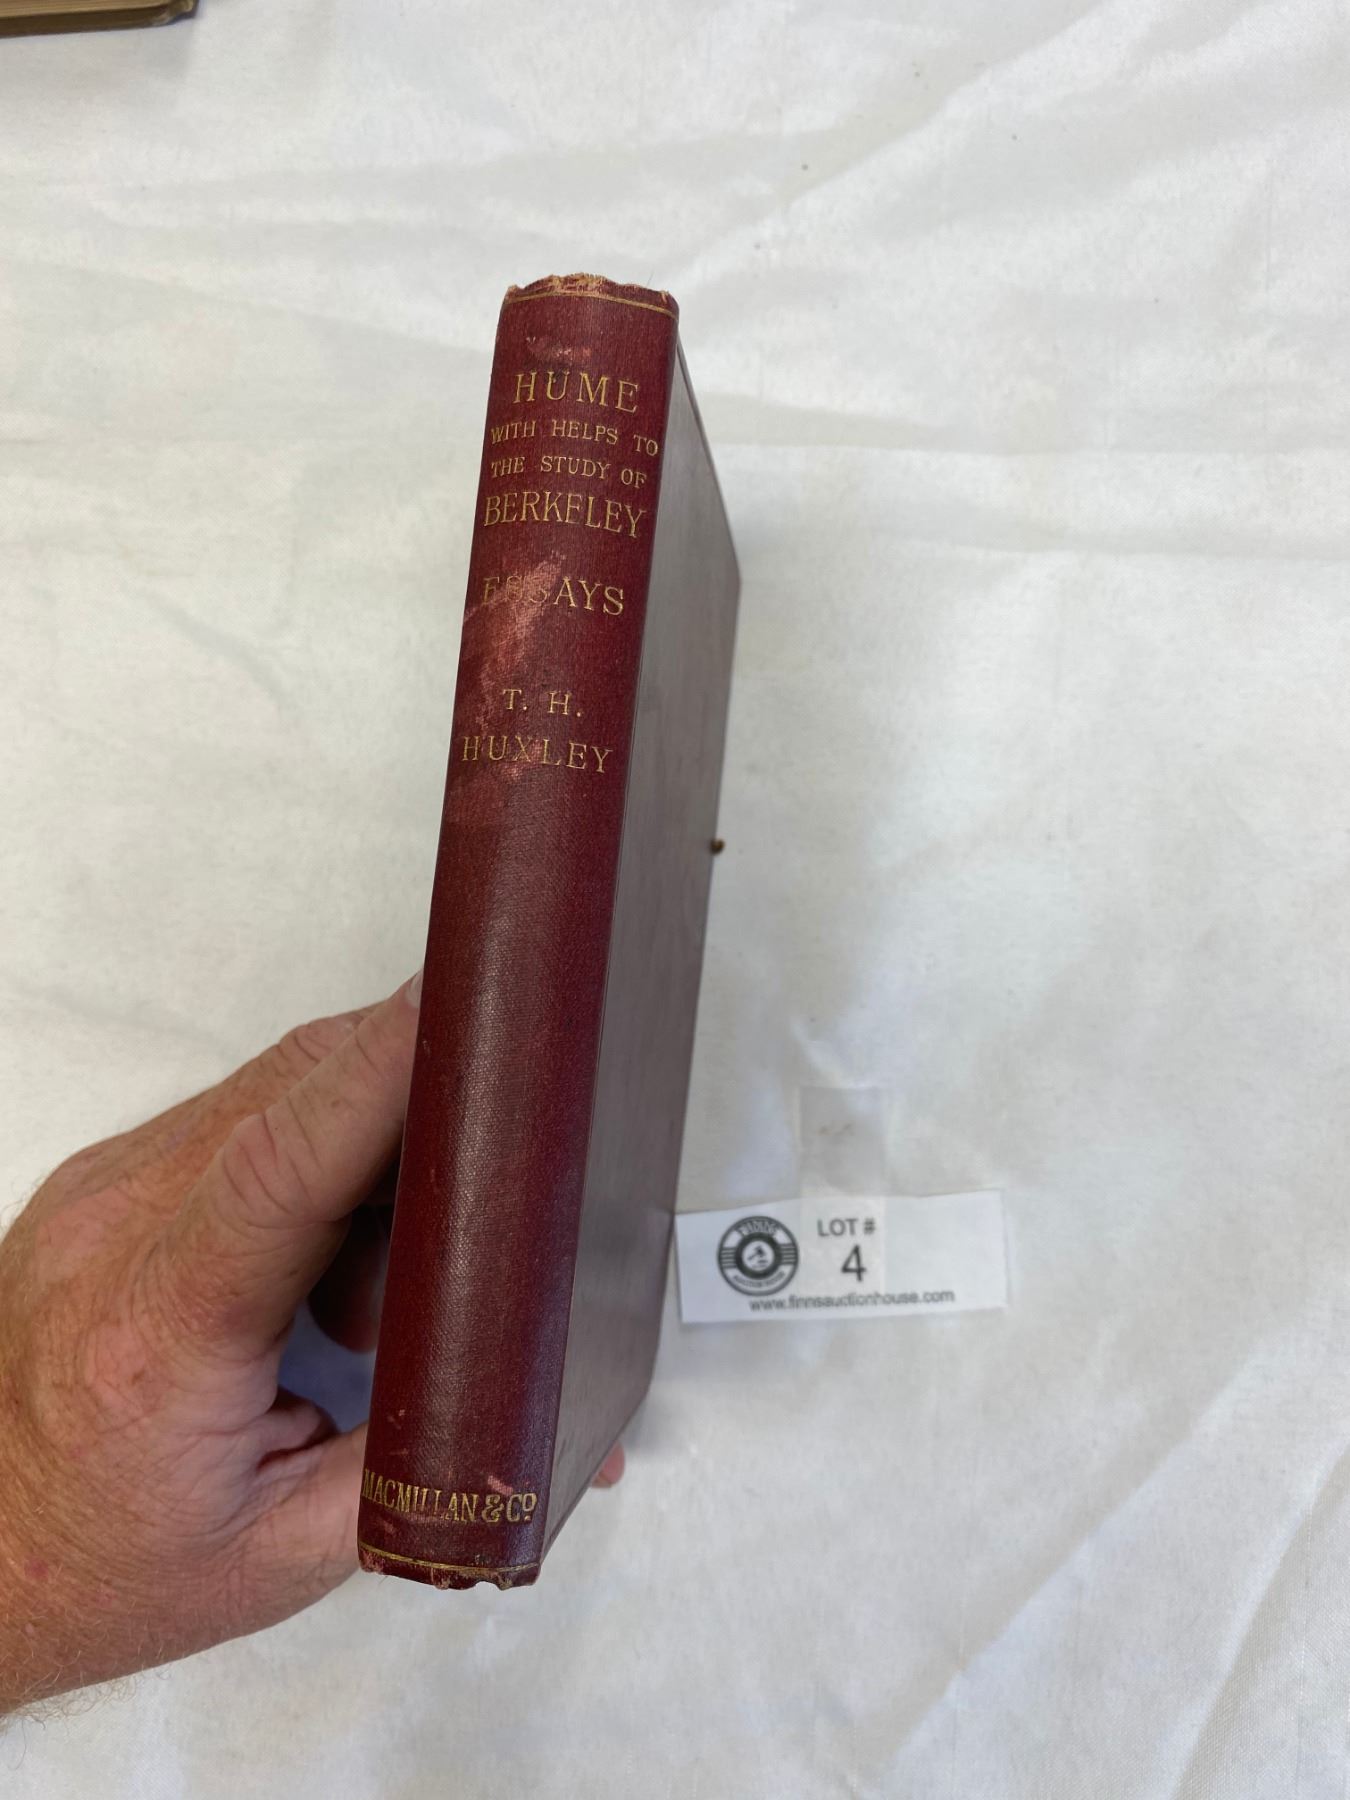 HUME
WITH HELPS TO
THE STUDY OF
BERKELEY
ESSAYS
T. H.
HUXLEY
MACMILLAN & Co
LOT #
4
www.finnsauctionhouse.com